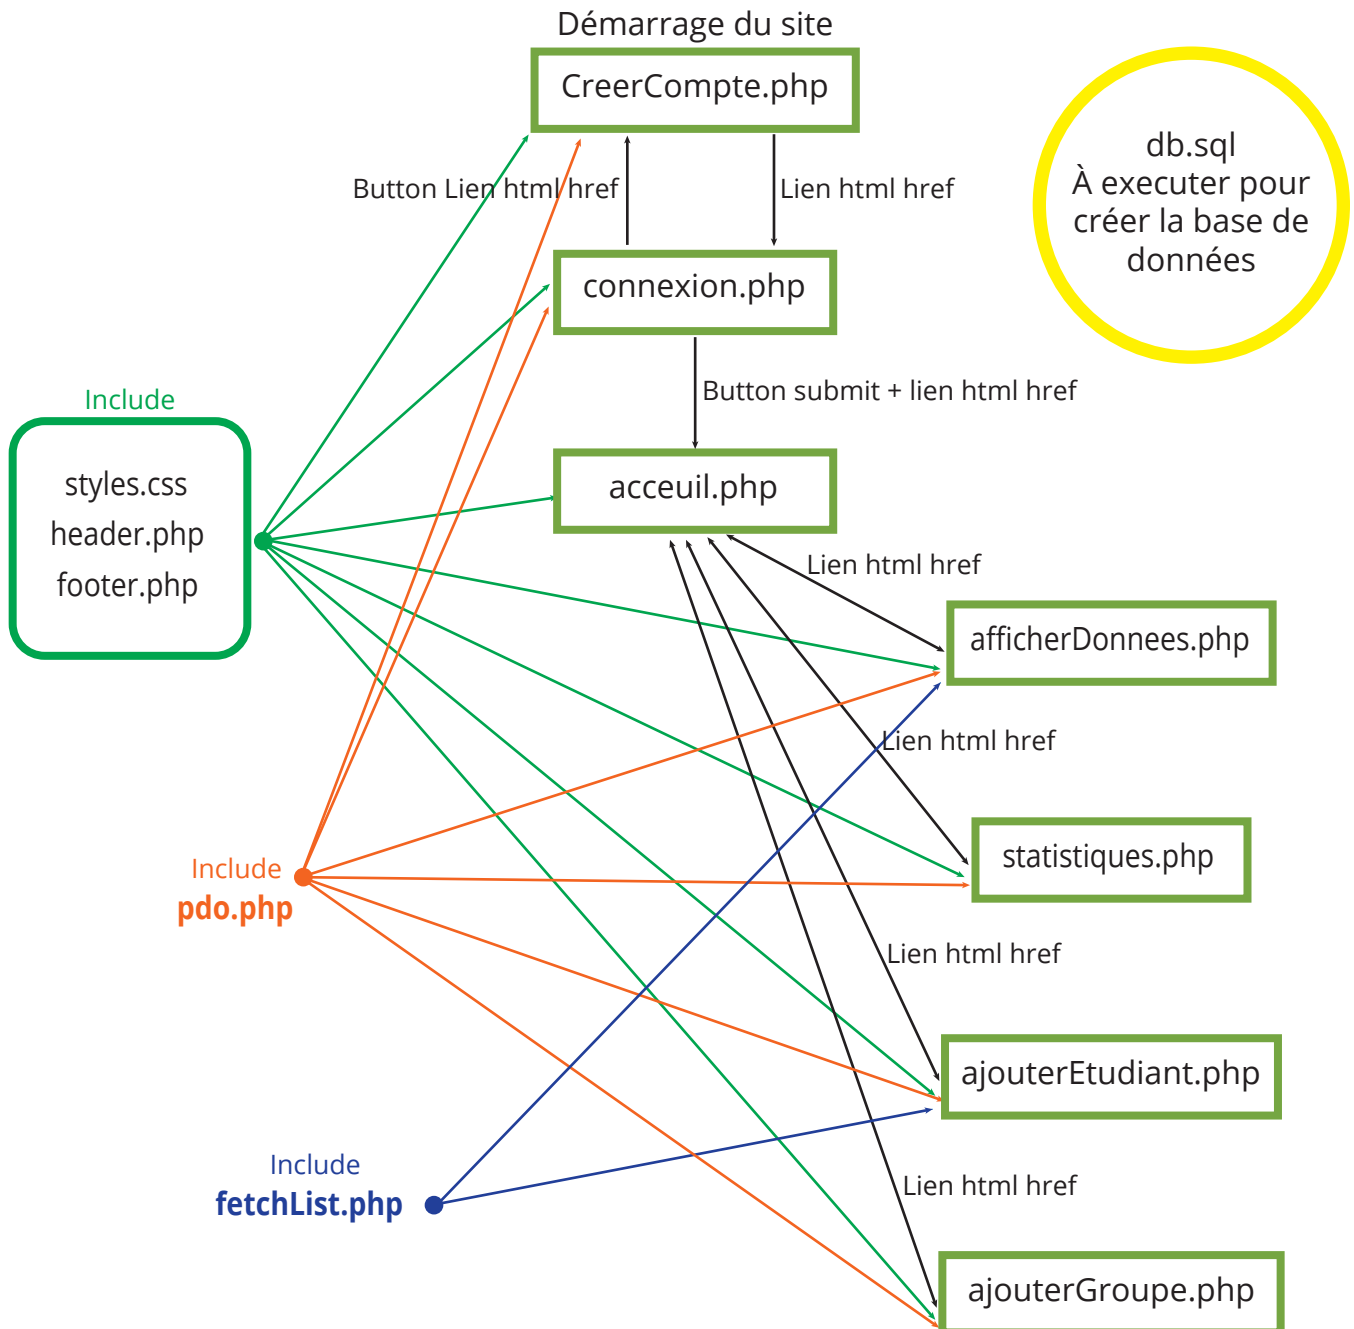 Démarrage du site
CreerCompte.php
db.sql
À executer pour
créer la base de
données
Button Lien html href
Lien html href
connexion.php
Button submit + lien html href
Include
styles.css
header.php
footer.php
acceuil.php
Lien html href
afficherDonnees.php
Lien html href
statistiques.php
Include
pdo.php
Lien html href
ajouterEtudiant.php
Include
fetchList.php
Lien html href
ajouterGroupe.php